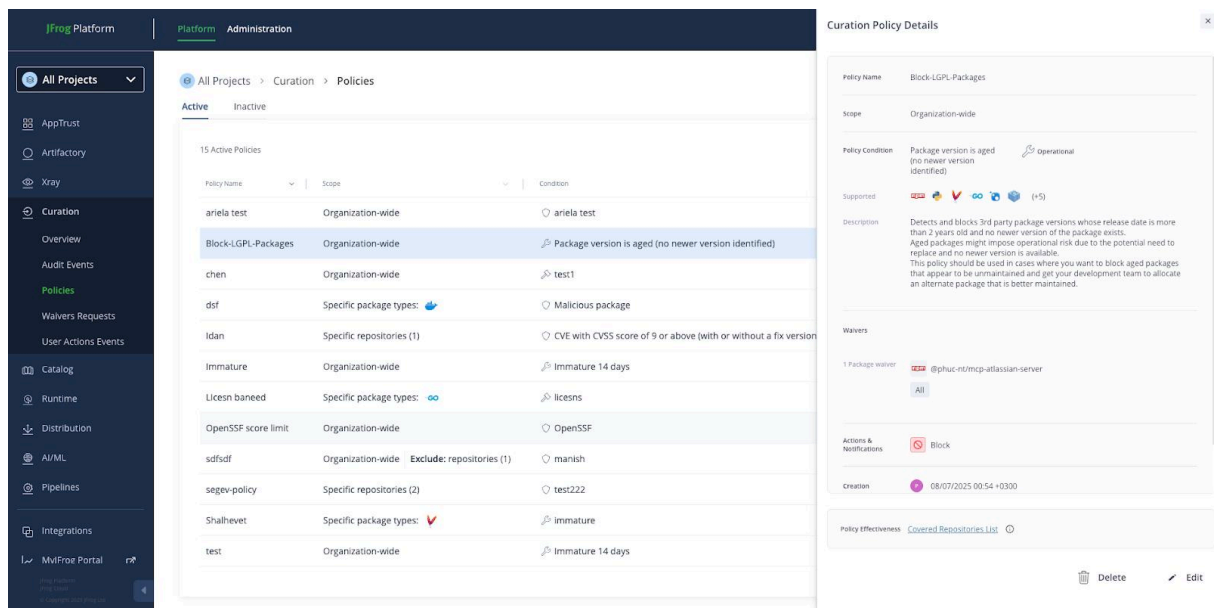 JFrog Platform
Platform
Administration
All Projects
AppTrust
Artifactory
Xray
Curation
Overview
Audit Events
Policies
Waivers Requests
User Actions Events
Catalog
Runtime
Distribution
AI/ML
Pipelines
Integrations
MyJFrog Portal
All Projects > Curation > Policies
Active
Inactive
15 Active Policies
Policy Name Scope Condition
ariela test Organization-wide ariela test
Block-LGPL-Packages Organization-wide Package version is aged (no newer version identified)
chen Organization-wide test1
dsf Specific package types: Malicious package
Idan Specific repositories (1) CVE with CVSS score of 9 or above (with or without a fix version
Immature Organization-wide Immature 14 days
Licesn baneed Specific package types: licesns
OpenSSF score limit Organization-wide OpenSSF
sdfsdf Organization-wide Exclude: repositories (1) manish
segev-policy Specific repositories (2) test222
Shalhevet Specific package types: immature
test Organization-wide Immature 14 days
Curation Policy Details
Policy Name Block-LGPL-Packages
Scope Organization-wide
Policy Condition Package version is aged Operational
(no newer version
identified)
Supported (+5)
Description Detects and blocks 3rd party package versions whose release date is more
than 2 years old and no newer version of the package exists.
Aged packages might impose operational risk due to the potential need to
replace and no newer version is available.
This policy should be used in cases where you want to block aged packages
that appear to be unmaintained and get your development team to allocate
an alternate package that is better maintained.
Waivers
1 Package waiver @phuc-nt/mcp-atlassian-server
All
Actions &
Notifications Block
Creation P 08/07/2025 00:54 +0300
Policy Effectiveness Covered Repositories List
Delete Edit